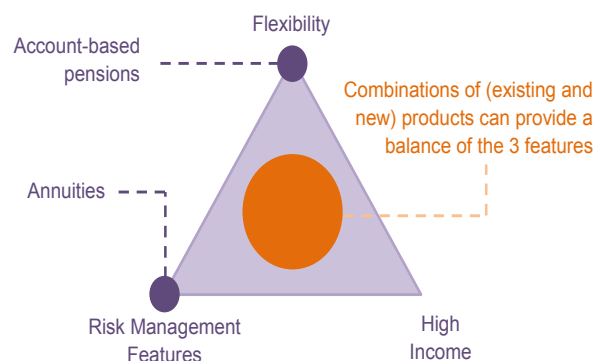 Flexibility
Account-based
pensions
Combinations of (existing and
new) products can provide a
balance of the 3 features
Annuities
Risk Management
Features
High
Income